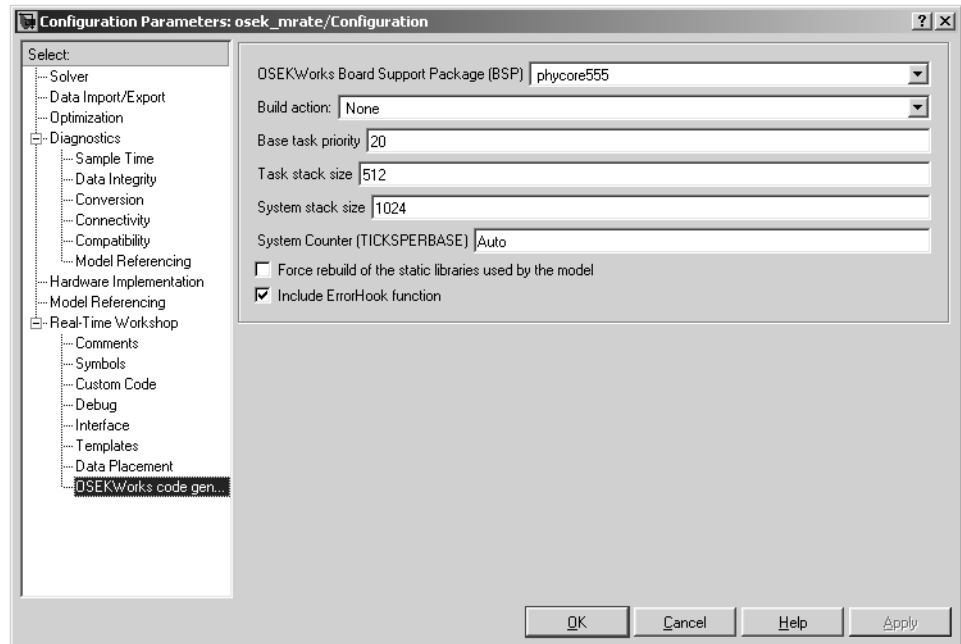 Configuration Parameters: osek_mrate/Configuration
Select:
Solver
Data Import/Export
Optimization
Diagnostics
Sample Time
Data Integrity
Conversion
Connectivity
Compatibility
Model Referencing
Hardware Implementation
Model Referencing
Real-Time Workshop
Comments
Symbols
Custom Code
Debug
Interface
Templates
Data Placement
OSEKWorks code gen...
OSEKWorks Board Support Package (BSP) phycore555
Build action: None
Base task priority 20
Task stack size 512
System stack size 1024
System Counter (TICKSPERBASE) Auto
Force rebuild of the static libraries used by the model
Include ErrorHook function
OK Cancel Help Apply